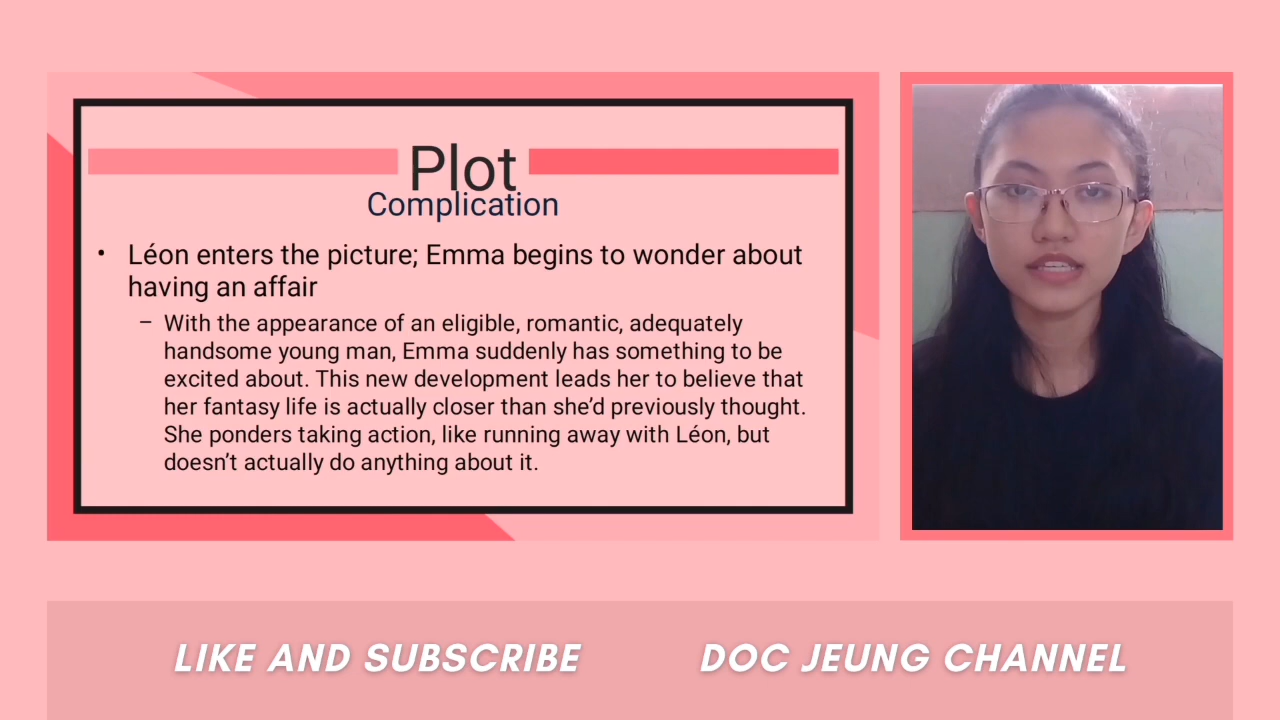 Plot
Complication
• Léon enters the picture; Emma begins to wonder about
having an affair
– With the appearance of an eligible, romantic, adequately
handsome young man, Emma suddenly has something to be
excited about. This new development leads her to believe that
her fantasy life is actually closer than she’d previously thought.
She ponders taking action, like running away with Léon, but
doesn’t actually do anything about it.
LIKE AND SUBSCRIBE
DOC JEUNG CHANNEL